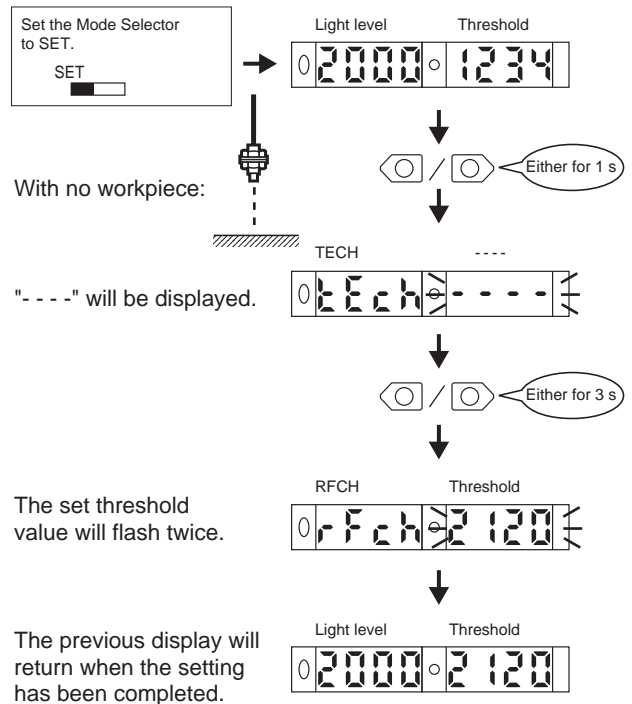 Set the Mode Selector
to SET.
SET
Light level Threshold
2000 1234
Either for 1 s
With no workpiece:
TECH - - - -
tEch - - - -
"- - - -" will be displayed.
Either for 3 s
RFCH Threshold
rFch 2120
The set threshold
value will flash twice.
Light level Threshold
2000 2120
The previous display will
return when the setting
has been completed.